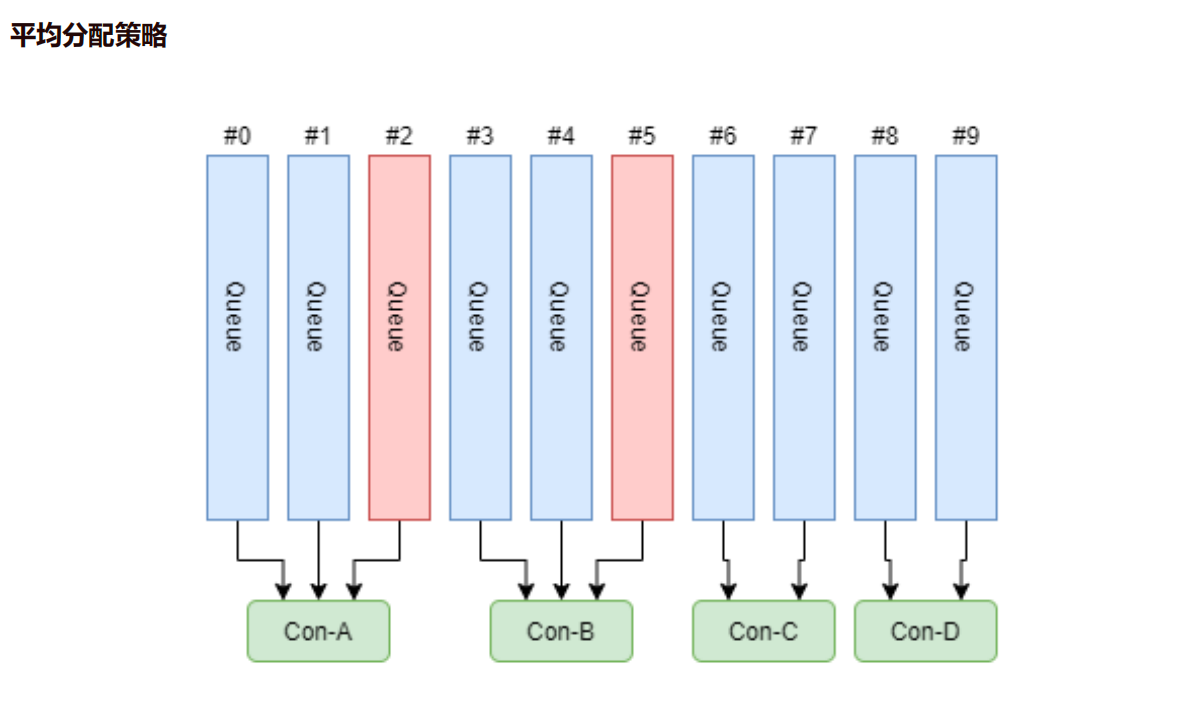 平均分配策略
#0 #1 #2 #3 #4 #5 #6 #7 #8 #9
Queue Queue Queue Queue Queue Queue Queue Queue Queue Queue
Con-A Con-B Con-C Con-D